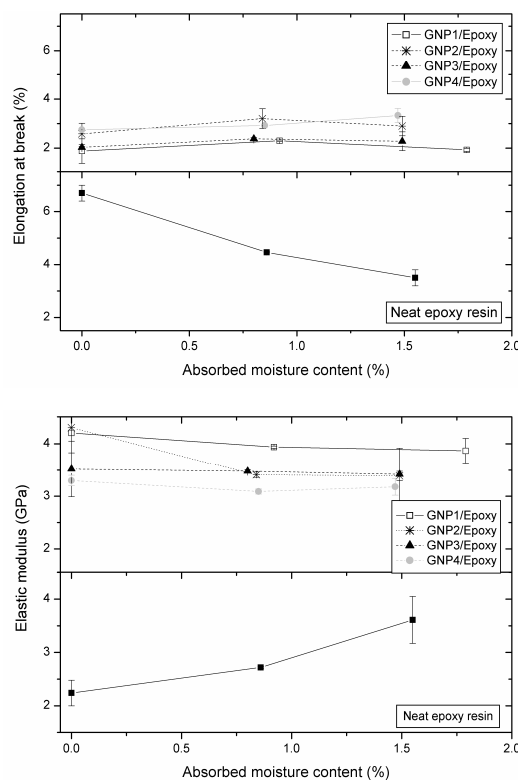 GNP1/Epoxy
GNP2/Epoxy
GNP3/Epoxy
GNP4/Epoxy
6
4
2
Elongation at break (%)
6
4
2
Neat epoxy resin
0.0 0.5 1.0 1.5 2.0
Absorbed moisture content (%)
4
3
2
Elastic modulus (GPa)
GNP1/Epoxy
GNP2/Epoxy
GNP3/Epoxy
GNP4/Epoxy
4
3
2
Neat epoxy resin
0.0 0.5 1.0 1.5 2.0
Absorbed moisture content (%)